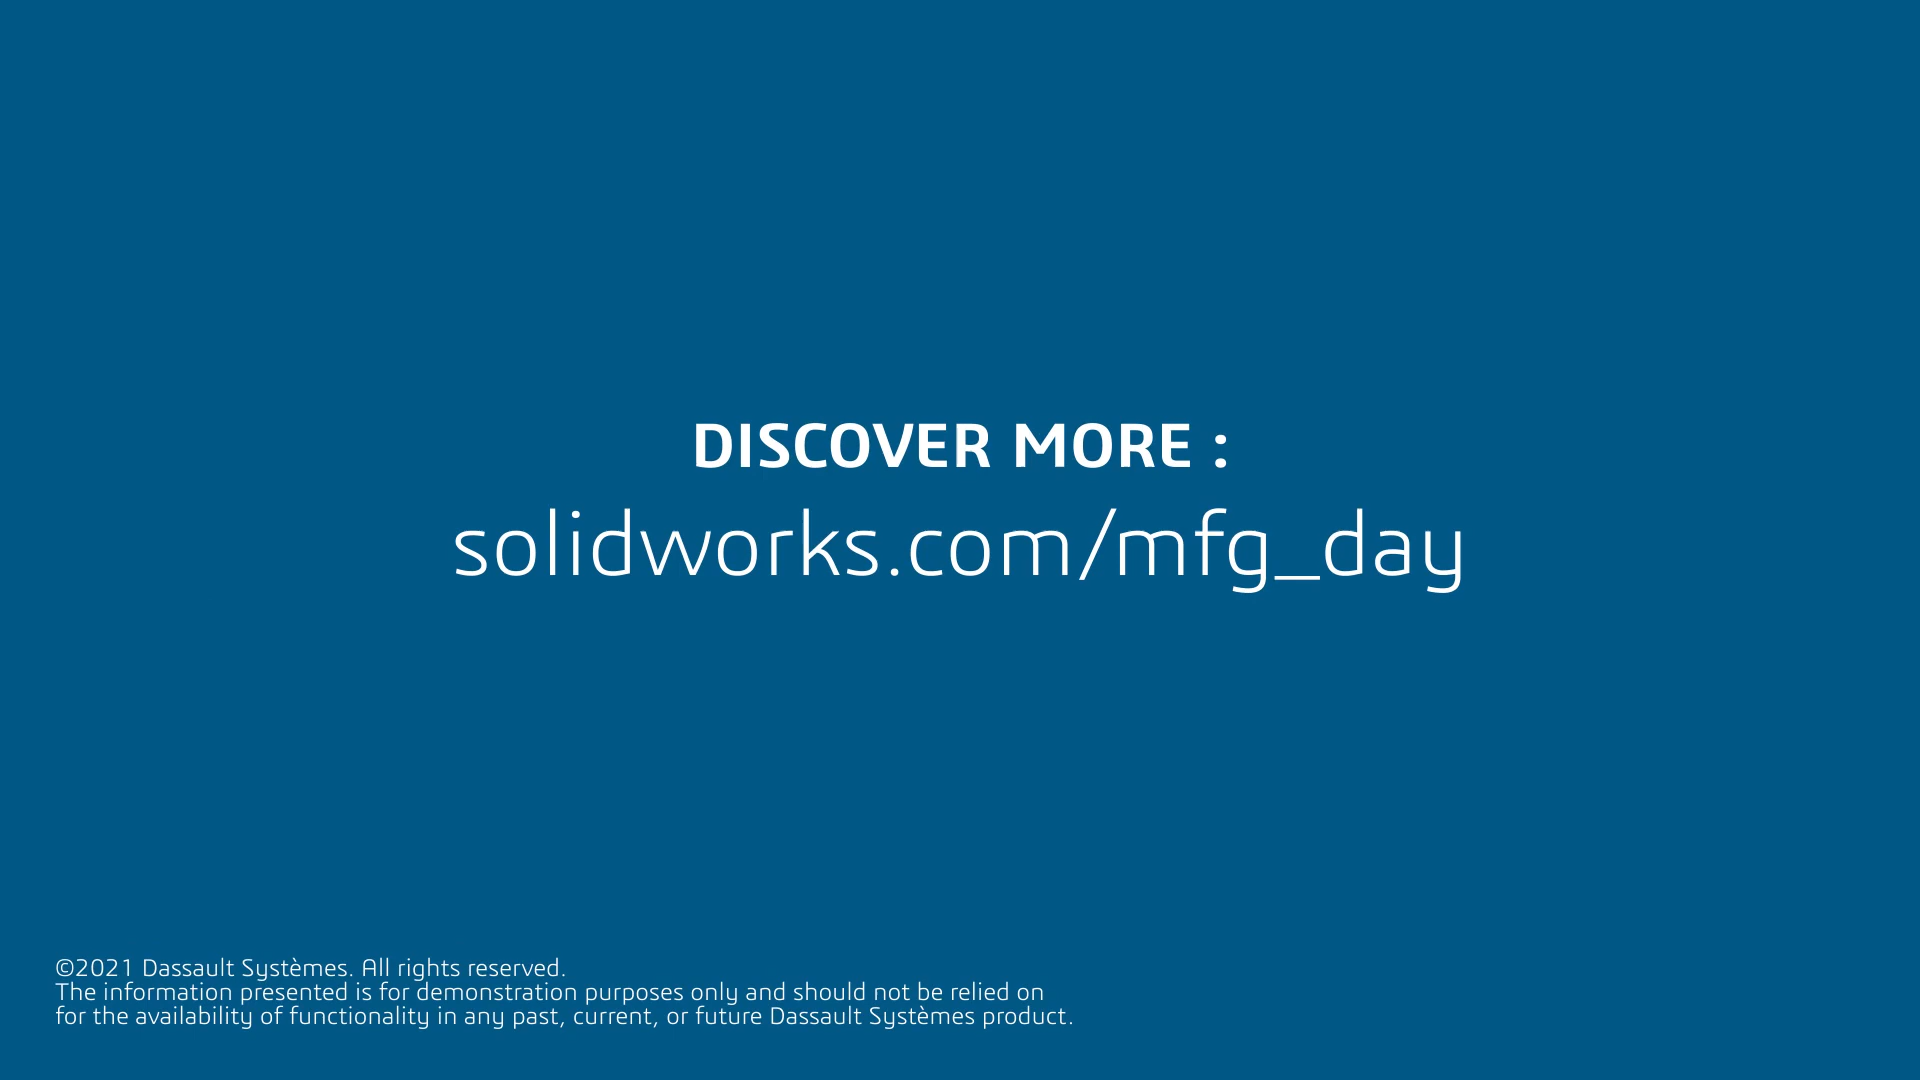 DISCOVER MORE :
solidworks.com/mfg_day
©2021 Dassault Systèmes. All rights reserved.
The information presented is for demonstration purposes only and should not be relied on
for the availability of functionality in any past, current, or future Dassault Systèmes product.